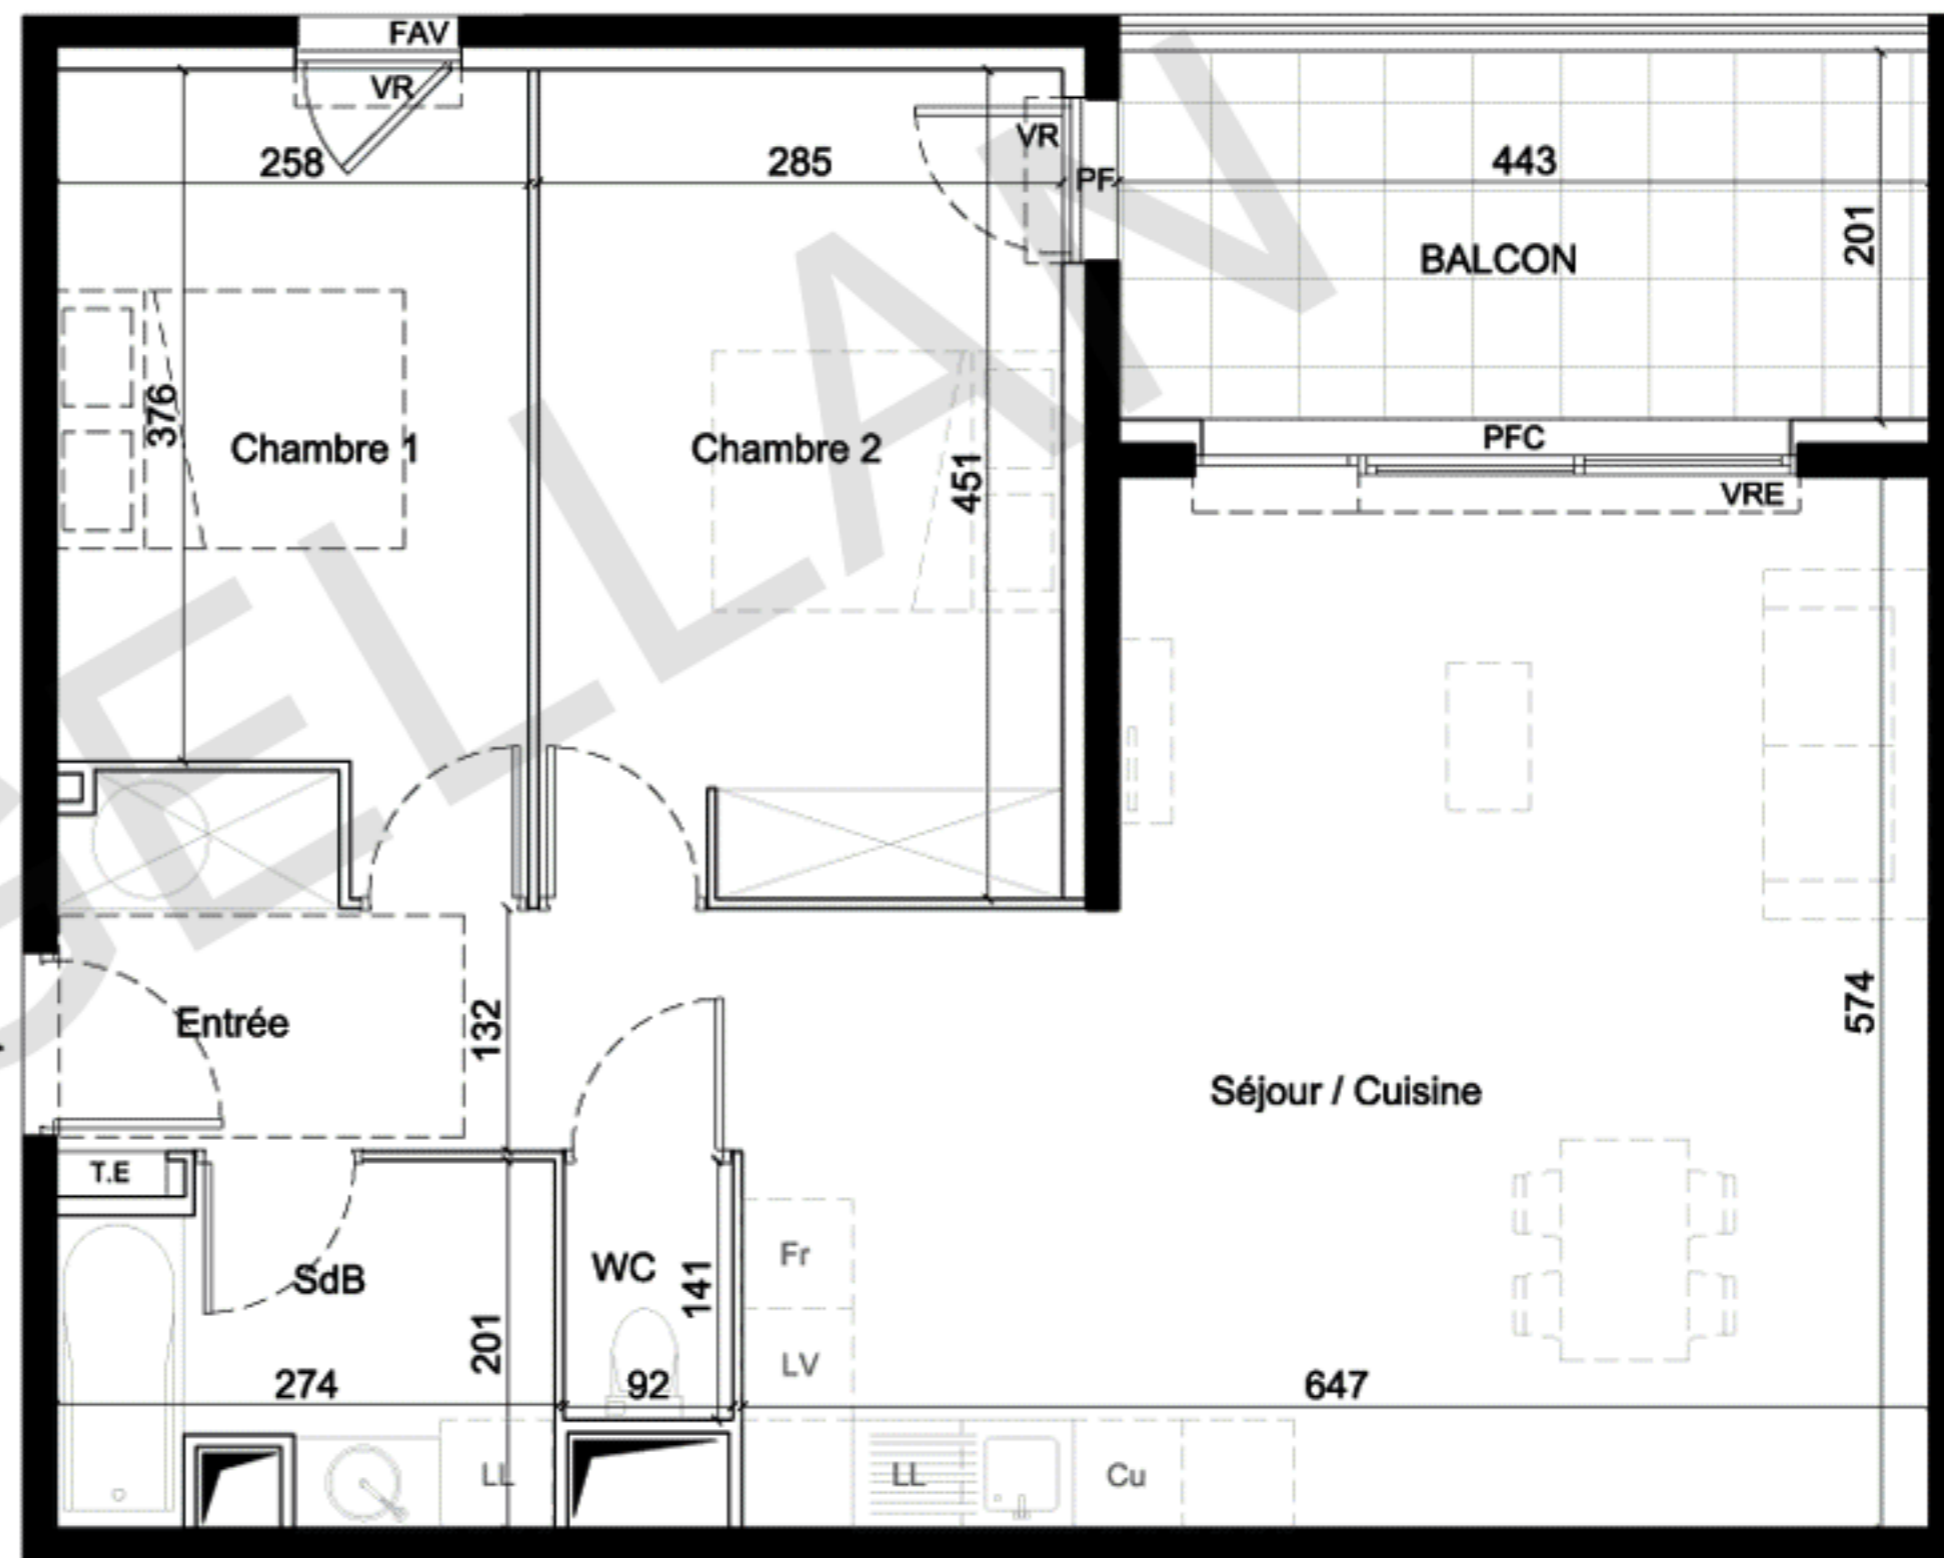 FAV
VR
258
285
VR
PF
443
201
BALCON
376
Chambre 1
Chambre 2
451
PFC
VRE
GELLAN
Entrée
132
574
Séjour / Cuisine
T.E
SdB
WC
141
Fr
201
LV
274
92
647
LL
LL
Cu